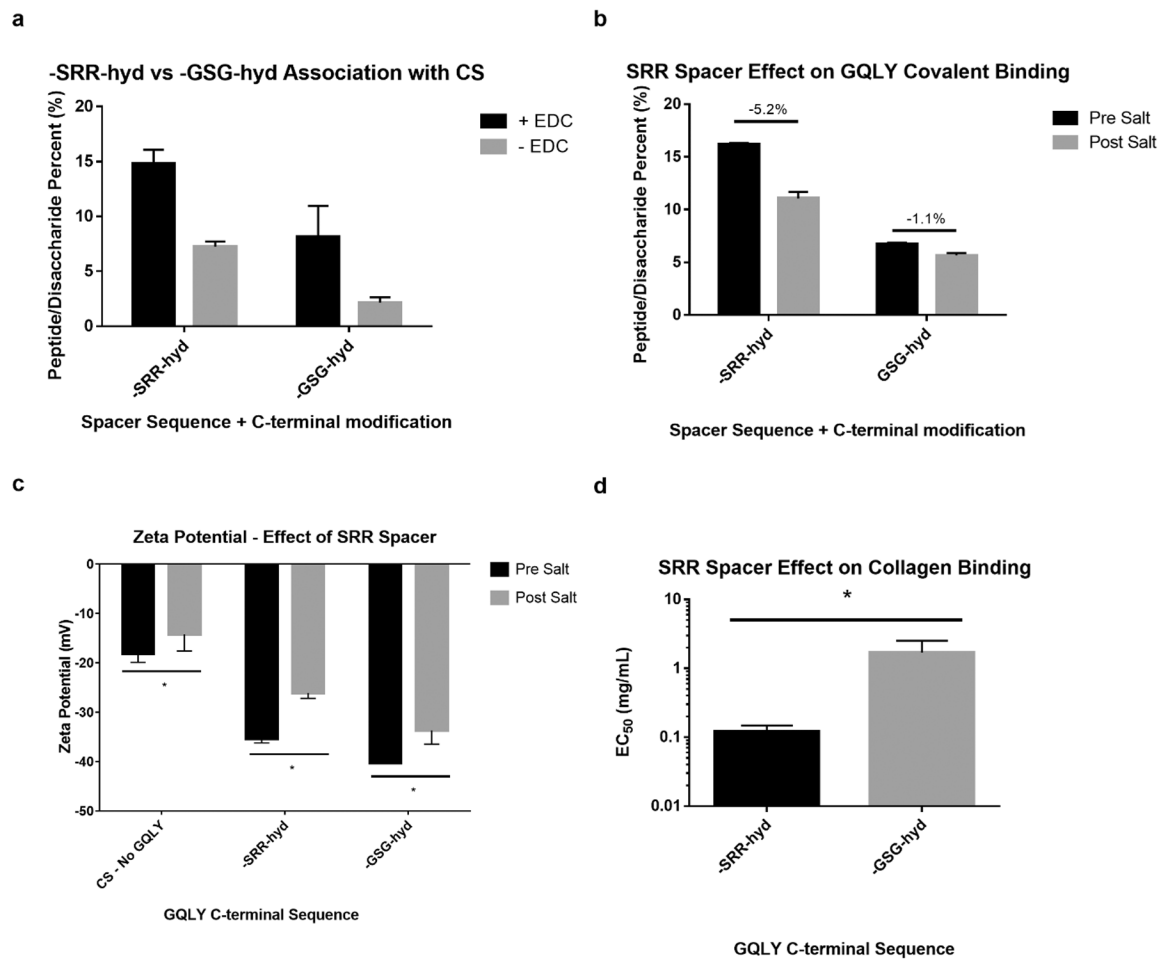 a
-SRR-hyd vs -GSG-hyd Association with CS
Peptide/Disaccharide Percent (%)
20
15
10
5
0
+ EDC
- EDC
-SRR-hyd
-GSG-hyd
Spacer Sequence + C-terminal modification
b
SRR Spacer Effect on GQLY Covalent Binding
Peptide/Disaccharide Percent (%)
20
15
10
5
0
-5.2%
-1.1%
Pre Salt
Post Salt
-SRR-hyd
GSG-hyd
Spacer Sequence + C-terminal modification
c
Zeta Potential - Effect of SRR Spacer
Zeta Potential (mV)
0
-10
-20
-30
-40
-50
*
*
*
Pre Salt
Post Salt
CS - No GQLY
-SRR-hyd
-GSG-hyd
GQLY C-terminal Sequence
d
SRR Spacer Effect on Collagen Binding
*
EC50 (mg/mL)
10
1
0.1
0.01
-SRR-hyd
-GSG-hyd
GQLY C-terminal Sequence